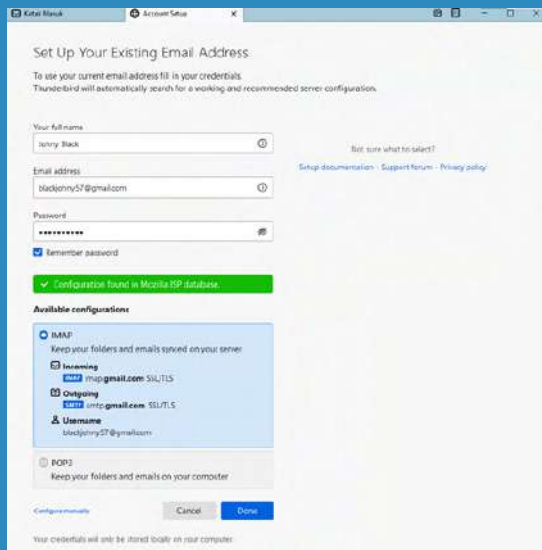 Kotak Masuk
Account Setup
Set Up Your Existing Email Address
To use your current email address fill in your credentials.
Thunderbird will automatically search for a working and recommended server configuration.
Your full name
Jonny Black
Not sure what to select?
Setup documentation - Support forum - Privacy policy
Email address
blackjohny57@gmail.com
Password
••••••••••
Remember password
✓ Configuration found in Mozilla ISP database.
Available configurations
IMAP
Keep your folders and emails synced on your server
Incoming
IMAP imap.gmail.com SSL/TLS
Outgoing
SMTP smtp.gmail.com SSL/TLS
Username
blackjohny57@gmail.com
POP3
Keep your folders and emails on your computer
Configure manually
Cancel
Done
Your credentials will only be stored locally on your computer.